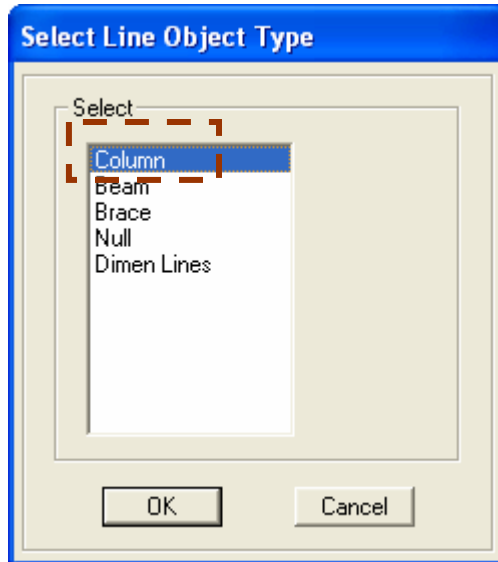 Select Line Object Type
Select
Column
Beam
Brace
Null
Dimen Lines
OK
Cancel